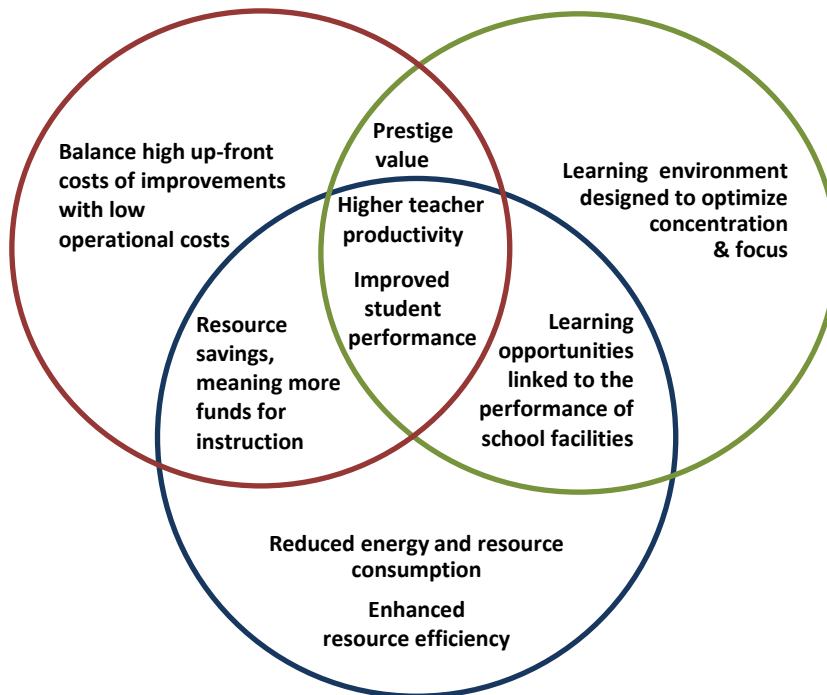 Prestige
value
Balance high up-front
costs of improvements
with low
operational costs
Learning environment
designed to optimize
concentration
& focus
Higher teacher
productivity
Improved
student
performance
Resource
savings,
meaning more
funds for
instruction
Learning
opportunities
linked to the
performance of
school facilities
Reduced energy and resource
consumption
Enhanced
resource efficiency